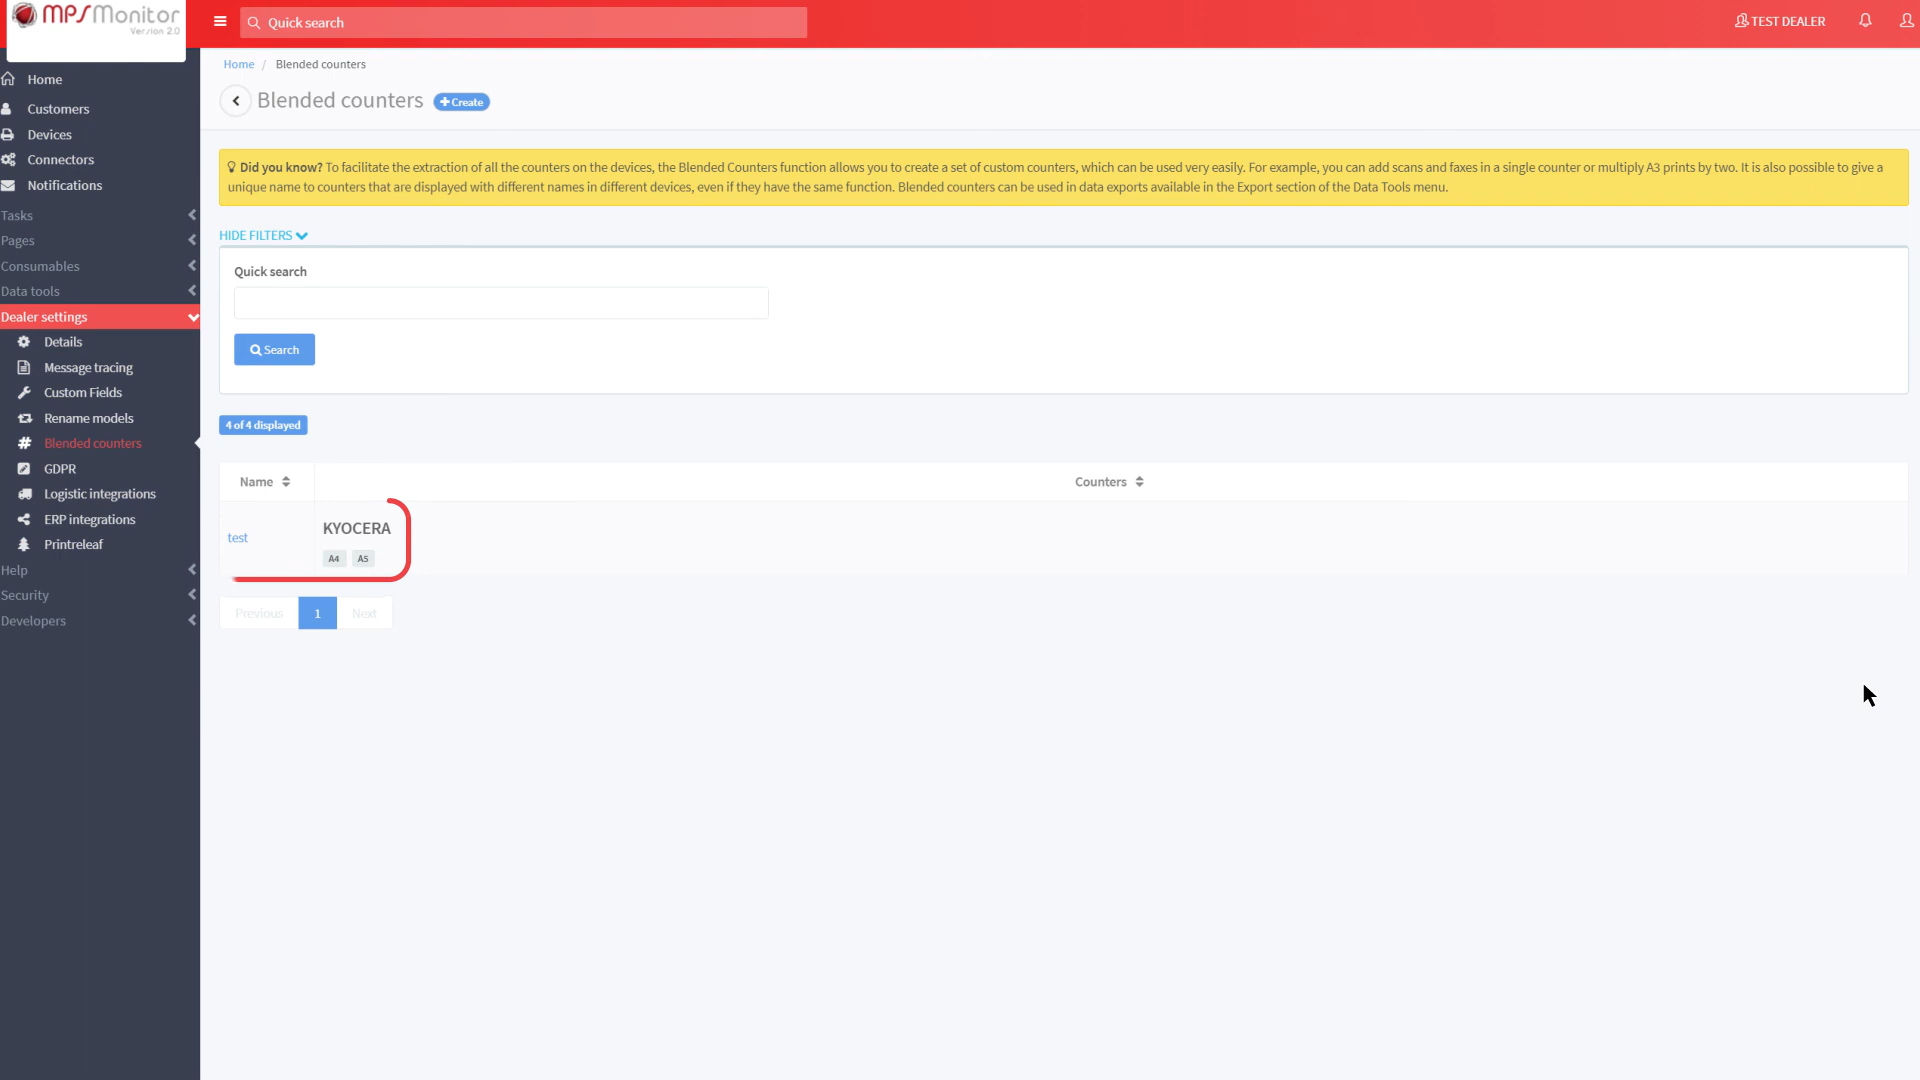 MPSMonitor
Version 2.0
Quick search
TEST DEALER
Home
Customers
Devices
Connectors
Notifications
Tasks
Pages
Consumables
Data tools
Dealer settings
Details
Message tracing
Custom Fields
Rename models
Blended counters
GDPR
Logistic integrations
ERP integrations
Printreleaf
Help
Security
Developers
Home / Blended counters
Blended counters
Create
Did you know? To facilitate the extraction of all the counters on the devices, the Blended Counters function allows you to create a set of custom counters, which can be used very easily. For example, you can add scans and faxes in a single counter or multiply A3 prints by two. It is also possible to give a
unique name to counters that are displayed with different names in different devices, even if they have the same function. Blended counters can be used in data exports available in the Export section of the Data Tools menu.
HIDE FILTERS
Quick search
Search
4 of 4 displayed
Name
Counters
test
KYOCERA
A4 A5
Previous 1 Next